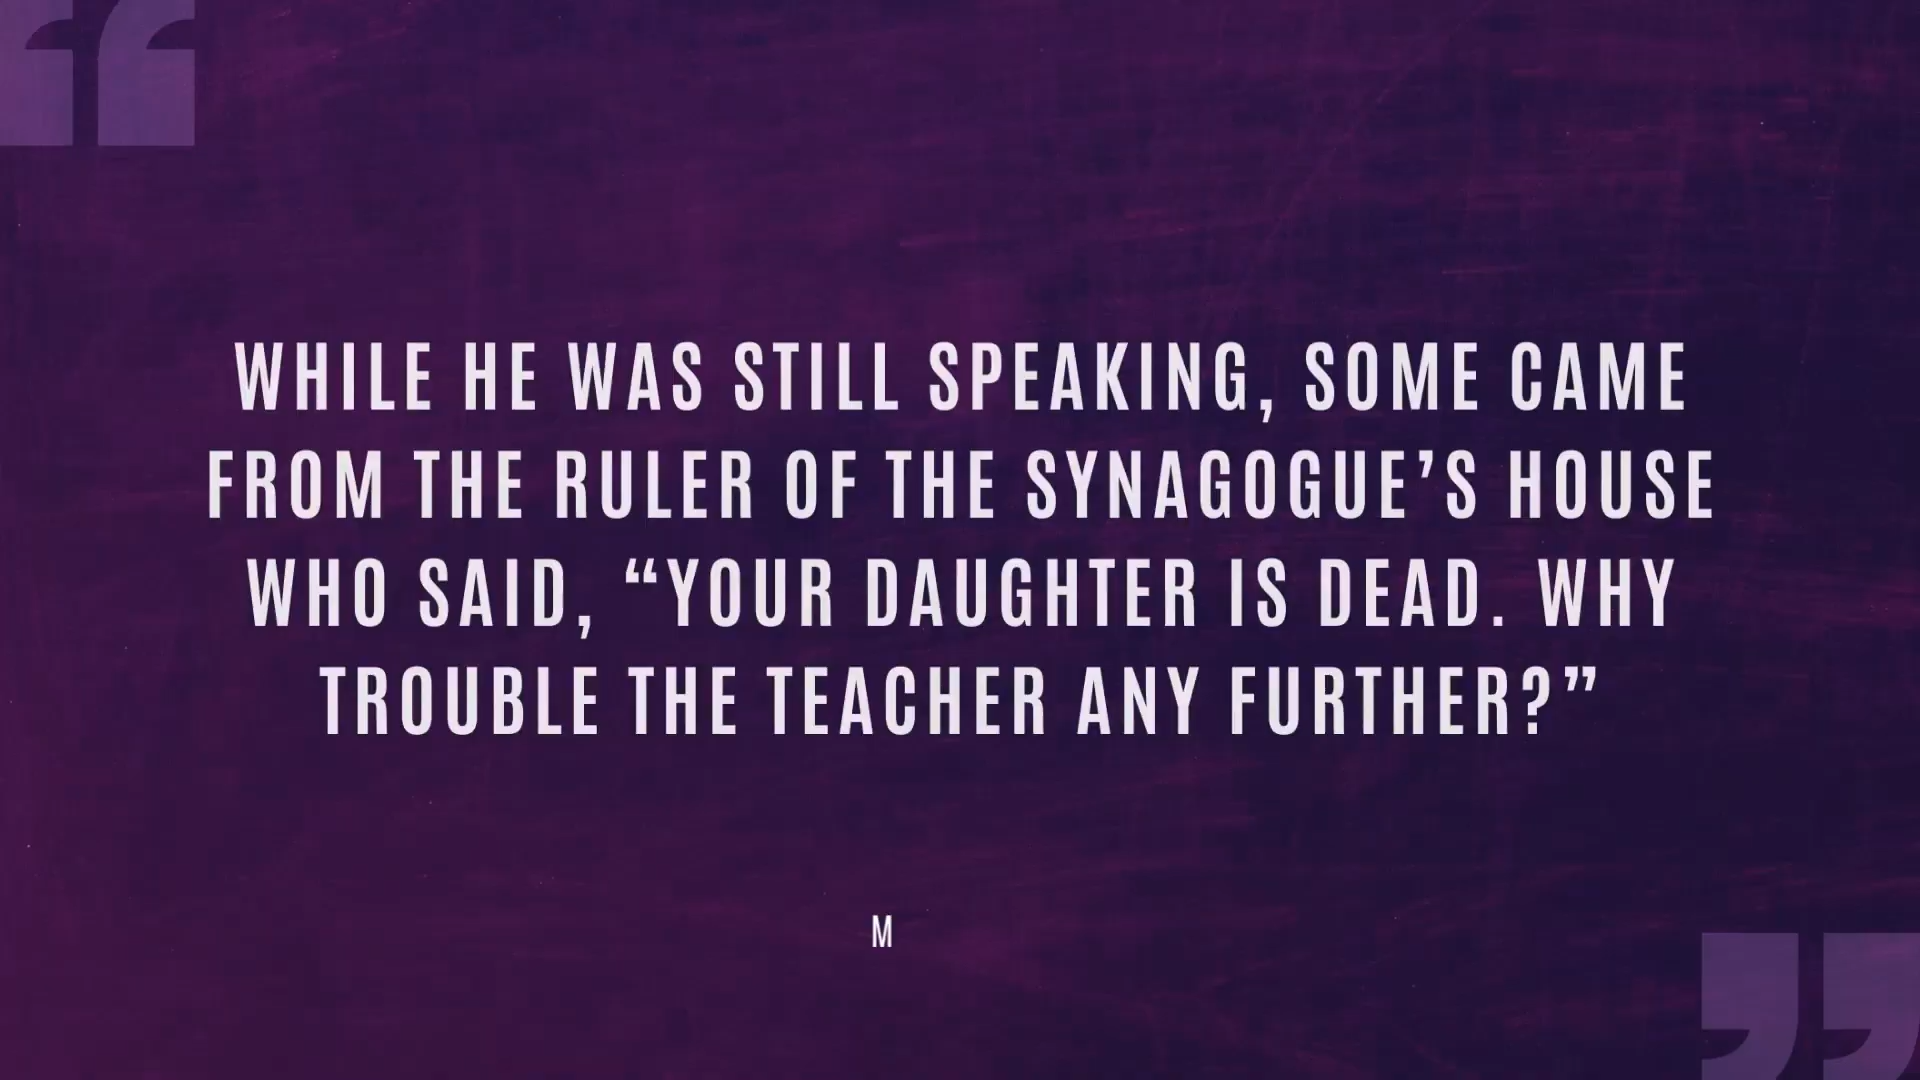 WHILE HE WAS STILL SPEAKING, SOME CAME
FROM THE RULER OF THE SYNAGOGUE’S HOUSE
WHO SAID, “YOUR DAUGHTER IS DEAD. WHY
TROUBLE THE TEACHER ANY FURTHER?”
M